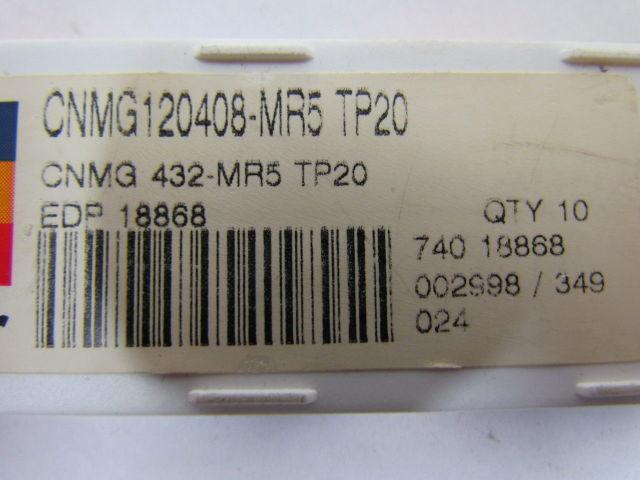 CNMG120408-MR5 TP20
CNMG 432-MR5 TP20
EDP 18868
QTY 10
740 18868
002998 / 349
024